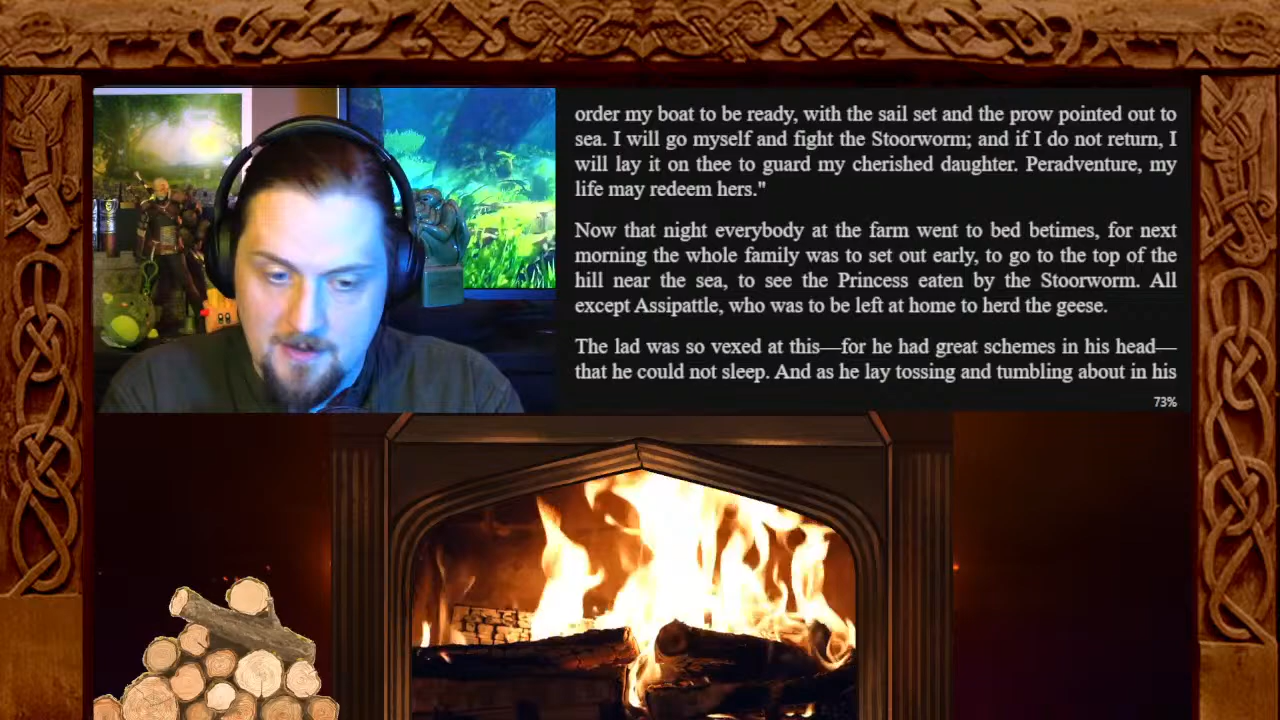 order my boat to be ready, with the sail set and the prow pointed out to
sea. I will go myself and fight the Stoorworm; and if I do not return, I
will lay it on thee to guard my cherished daughter. Peradventure, my
life may redeem hers."
Now that night everybody at the farm went to bed betimes, for next
morning the whole family was to set out early, to go to the top of the
hill near the sea, to see the Princess eaten by the Stoorworm. All
except Assipattle, who was to be left at home to herd the geese.
The lad was so vexed at this—for he had great schemes in his head—
that he could not sleep. And as he lay tossing and tumbling about in his
73%